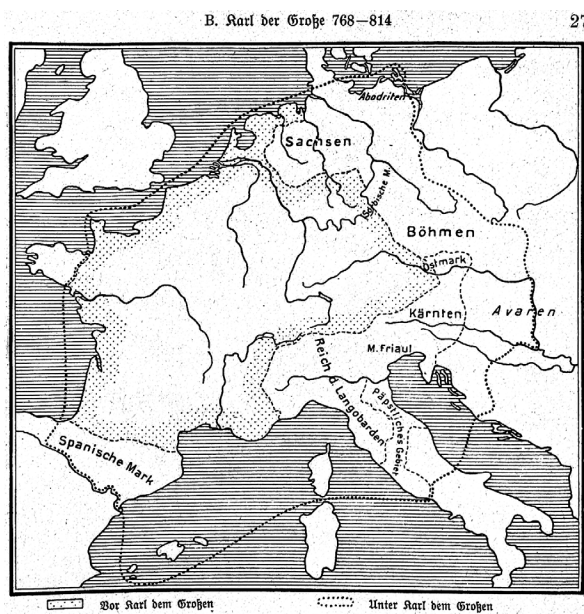 B. Karl der Große 768—814
27
Abodriten
Sachsen
Sorbische M.
Böhmen
Ostmark
Kärnten
Avaren
M. Friaul
Reich d. Langobarden
Päpstliches Gebiet
Spanische Mark
Vor Karl dem Großen
Unter Karl dem Großen